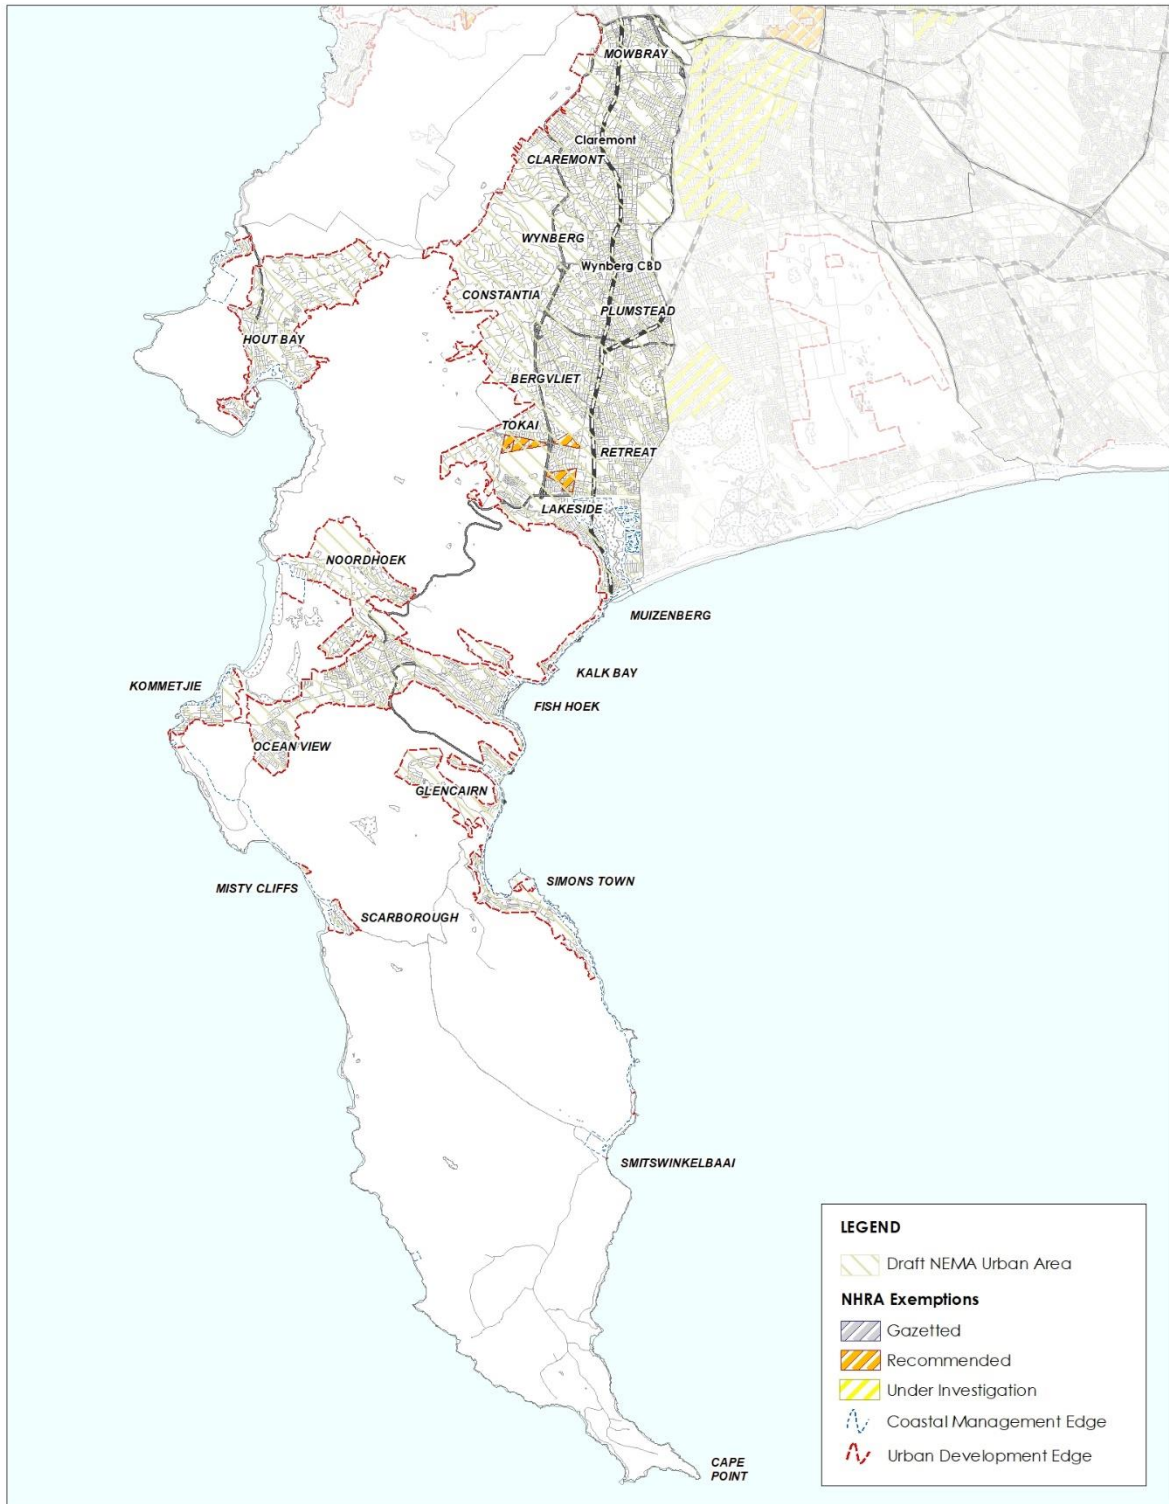 MOWBRAY
Claremont
CLAREMONT
WYNBERG
Wynberg CBD
CONSTANTIA
PLUMSTEAD
HOUT BAY
BERGVLIET
TOKAI
RETREAT
LAKESIDE
NOORDHOEK
MUIZENBERG
KALK BAY
KOMMETJIE
FISH HOEK
OCEAN VIEW
GLENCAIRN
SIMONS TOWN
MISTY CLIFFS
SCARBOROUGH
SMITSWINKELBAAI
LEGEND
Draft NEMA Urban Area
NHRA Exemptions
Gazetted
Recommended
Under Investigation
Coastal Management Edge
Urban Development Edge
CAPE
POINT